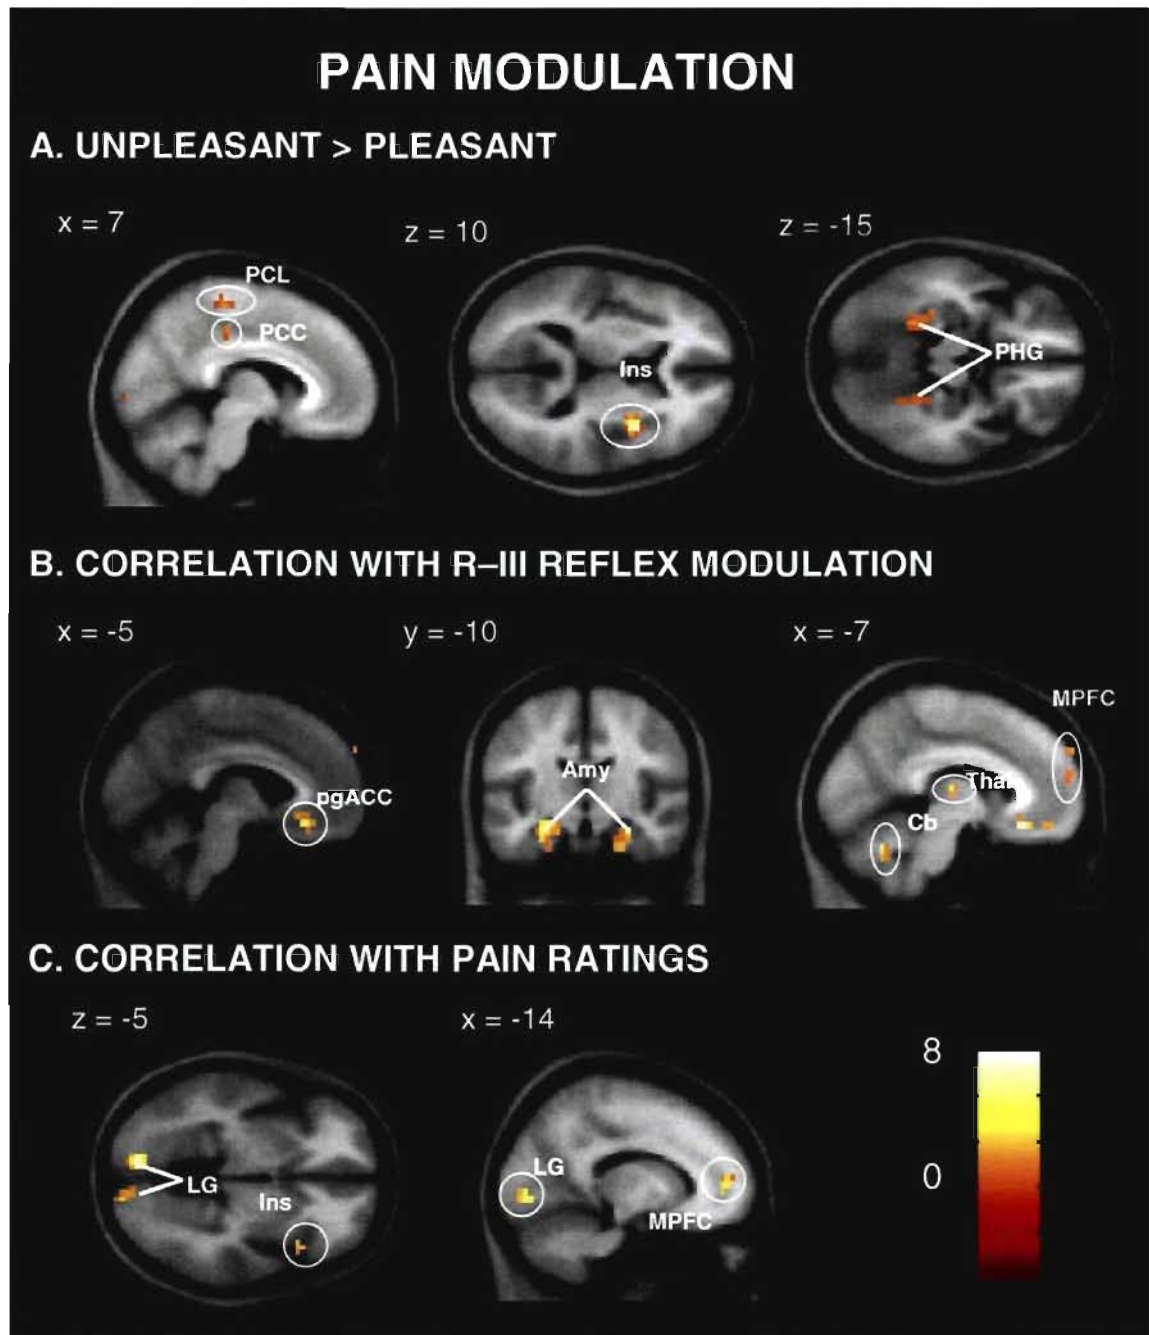 PAIN MODULATION
A. UNPLEASANT > PLEASANT
x = 7
z = 10
z = -15
PCL
PCC
Ins
PHG
B. CORRELATION WITH R–III REFLEX MODULATION
x = -5
y = -10
x = -7
MPFC
Amy
Thal
pgACC
Cb
C. CORRELATION WITH PAIN RATINGS
z = -5
x = -14
8
LG
LG
Ins
MPFC
0